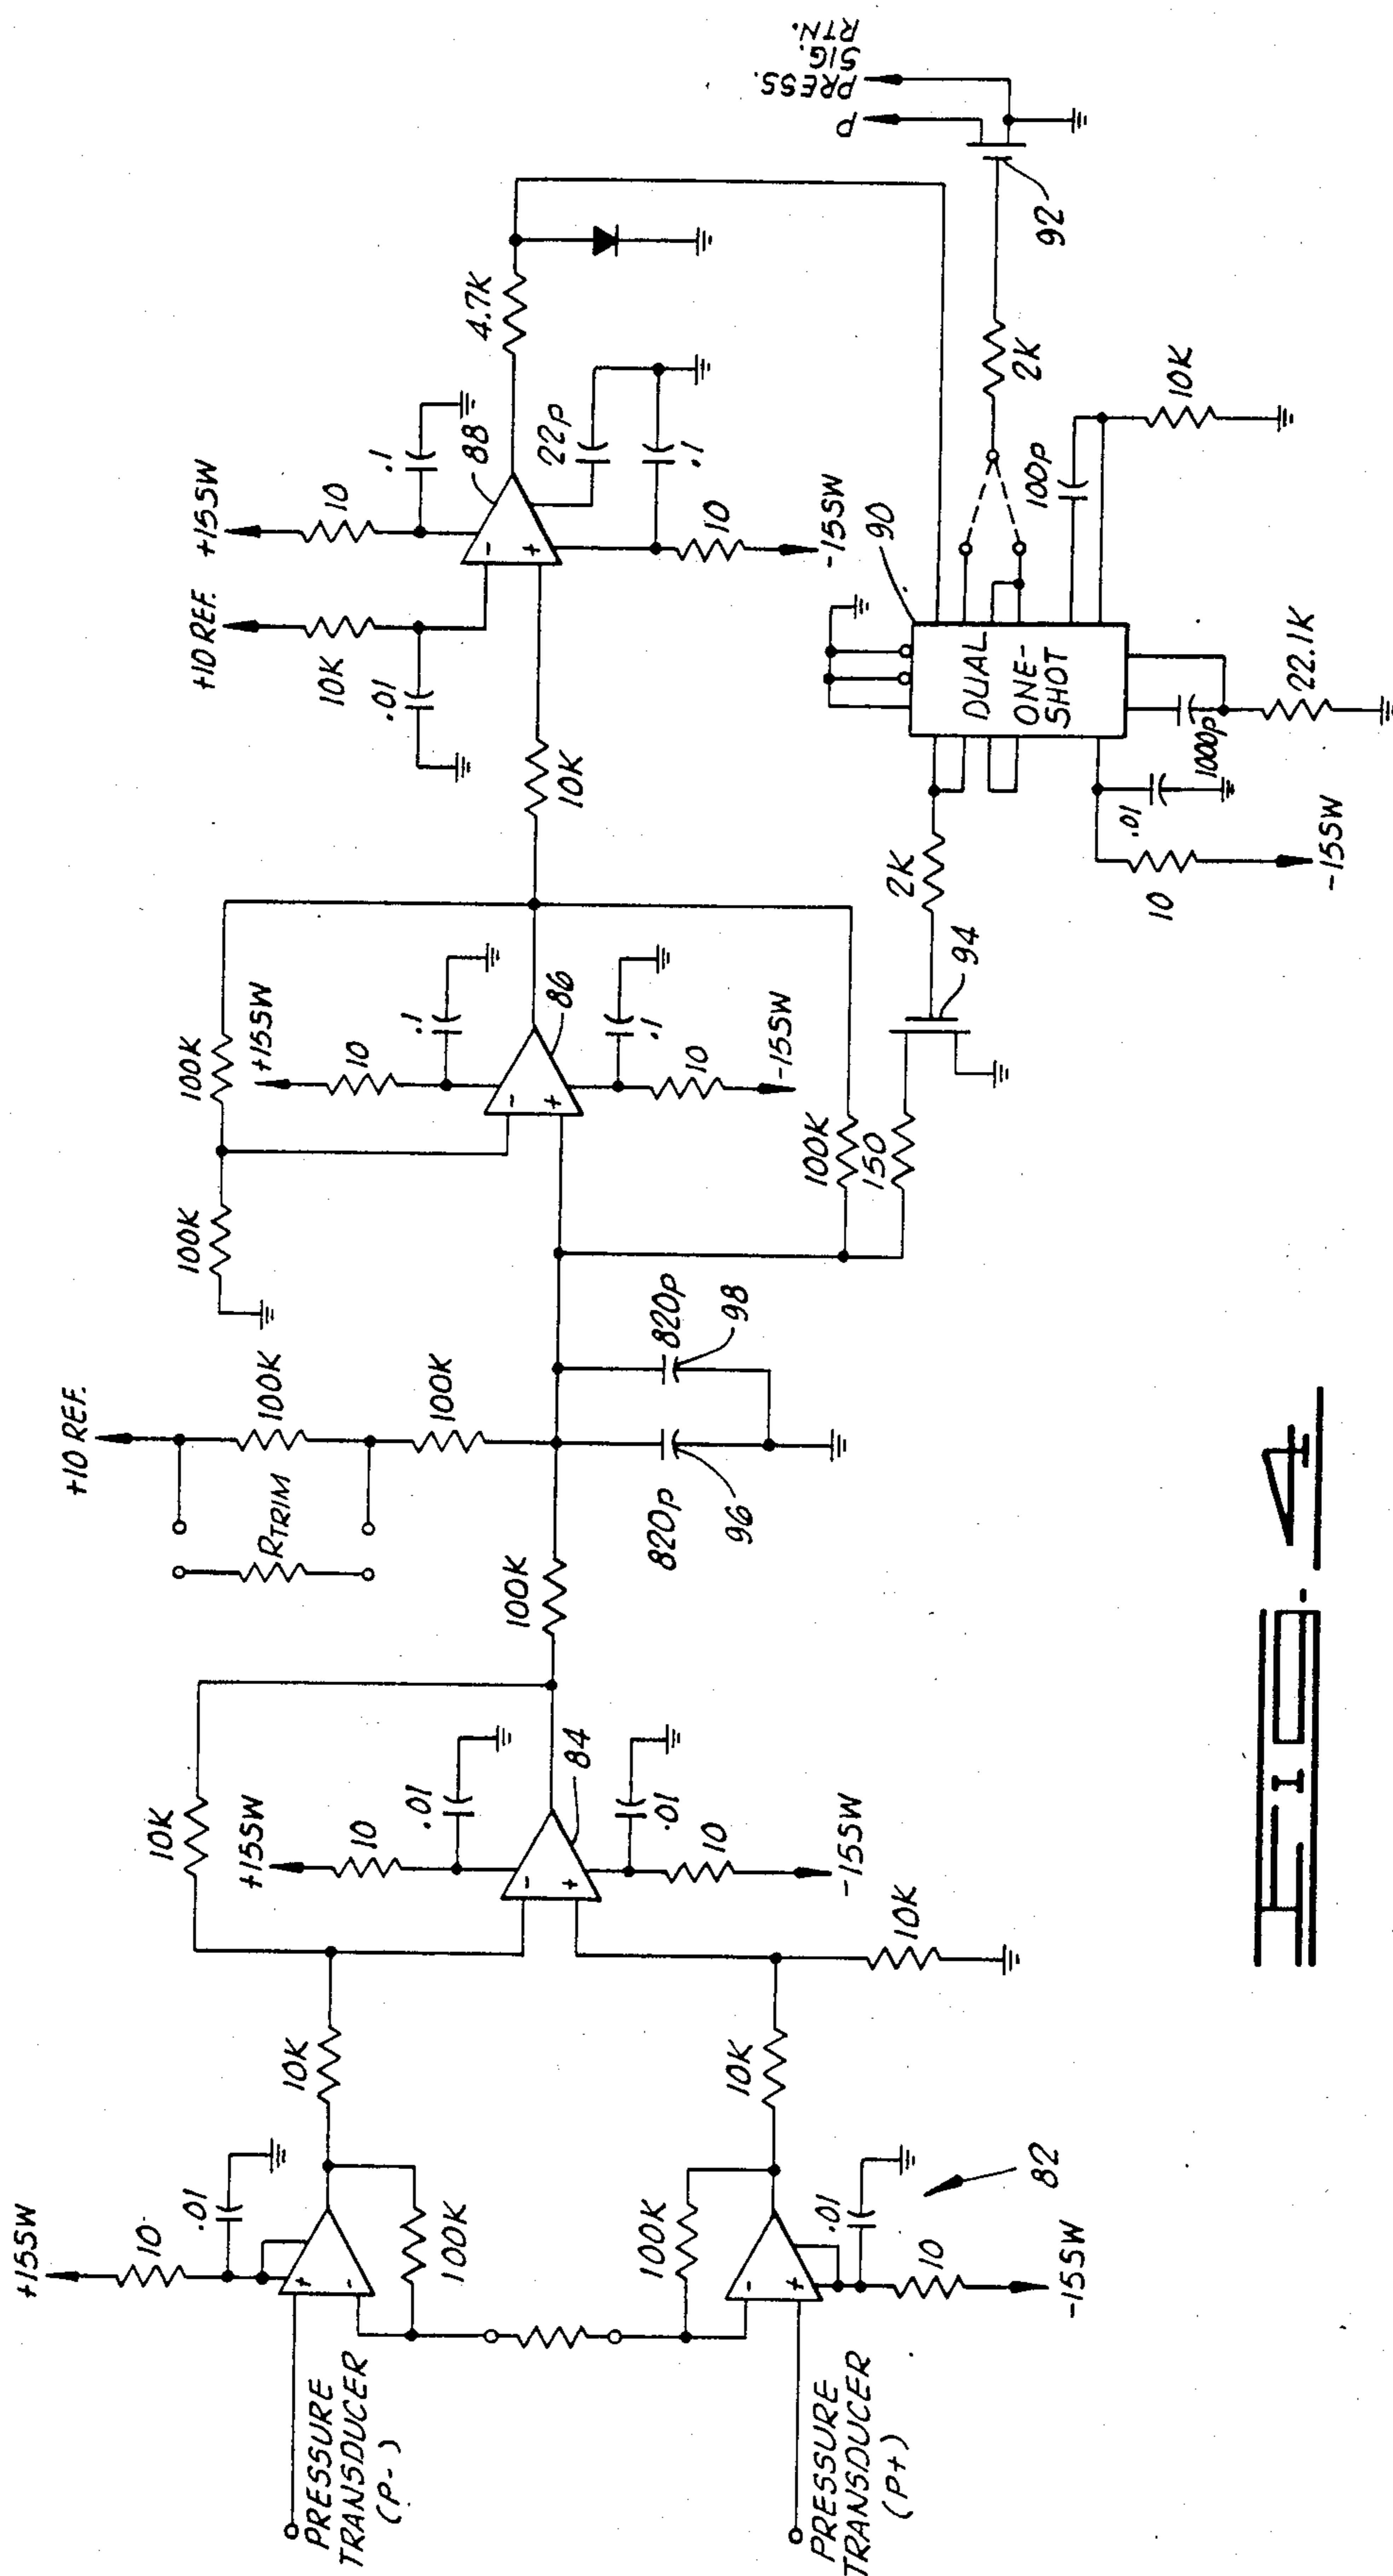 +15SW
10
.01
10K
100K
PRESSURE
TRANSDUCER
(P-)
+
-
100K
10K
-
+
.01
10
-15SW
82
PRESSURE
TRANSDUCER
(P+)
10K
+15SW
10
.01
-
+
84
.01
10
-15SW
10K
+10 REF.
RTRIM
100K
100K
100K
820p
96
820p
98
100K
100K
+15SW
10
.1
-
+
86
.1
10
-15SW
100K
150
94
2K
10K
+10 REF.
10K
.01
+15SW
10
.1
-
+
88
22p
.1
10
-15SW
4.7K
90
DUAL
ONE-
SHOT
.01
10
-15SW
1000p
22.1K
100p
10K
2K
92
P
PRESS.
SIG.
RTN.
FIG. 4